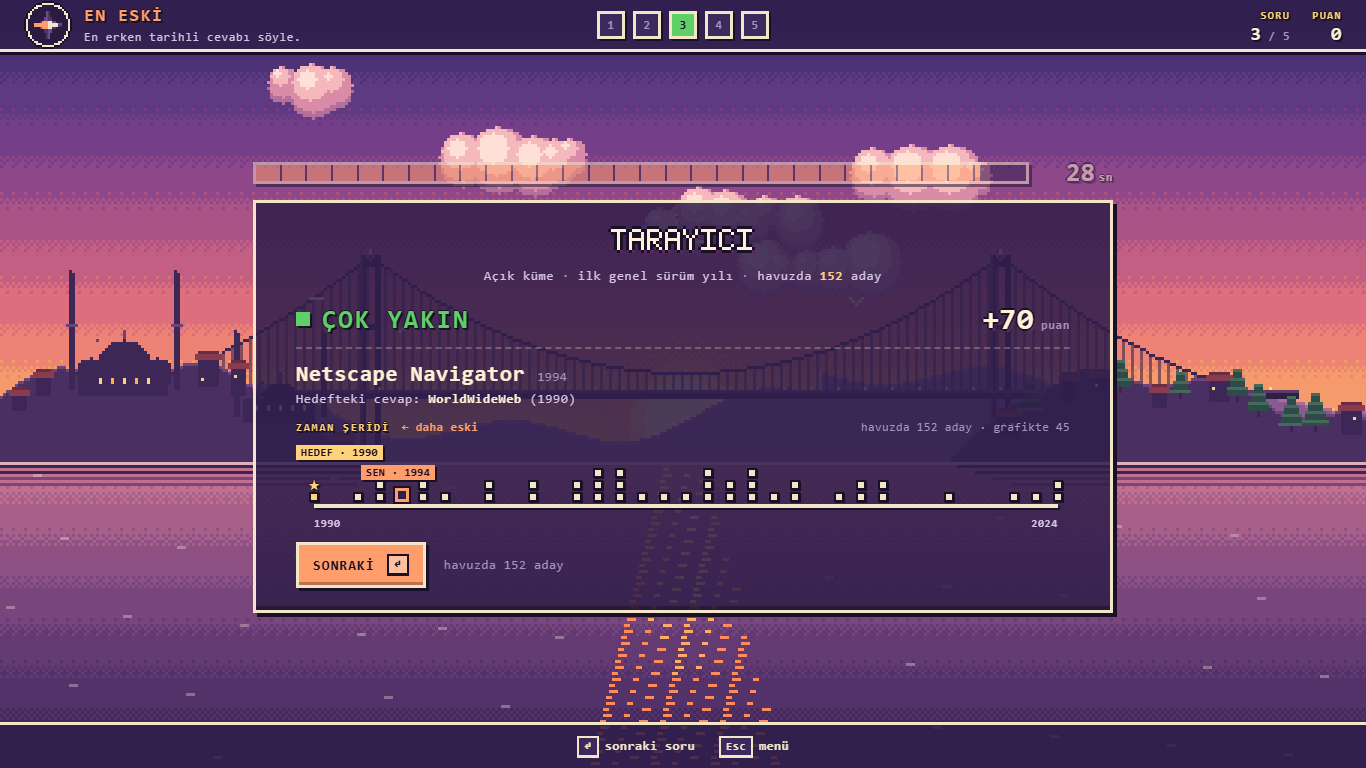 EN ESKİ
En erken tarihli cevabı söyle.
1 2 3 4 5
SORU PUAN
3 / 5 0
28 sn
TARAYICI
Açık küme · ilk genel sürüm yılı · havuzda 152 aday
ÇOK YAKIN +70 puan
Netscape Navigator 1994
Hedefteki cevap: WorldWideWeb (1990)
ZAMAN ŞERİDİ ← daha eski havuzda 152 aday · grafikte 45
HEDEF · 1990
SEN · 1994
1990 2024
SONRAKİ havuzda 152 aday
sonraki soru Esc menü